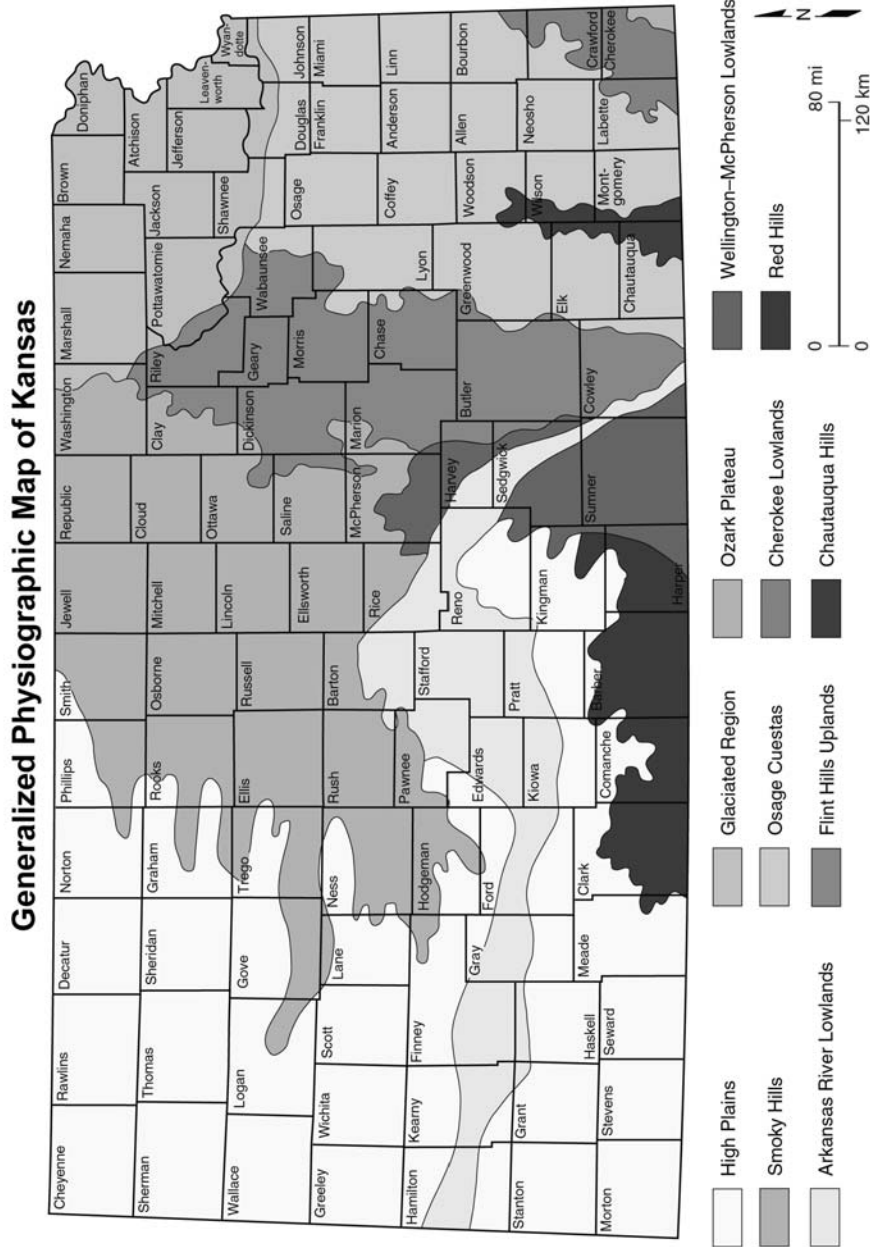 Generalized Physiographic Map of Kansas
Cheyenne
Rawlins
Decatur
Norton
Phillips
Smith
Jewell
Republic
Washington
Marshall
Nemaha
Brown
Doniphan
Sherman
Thomas
Sheridan
Graham
Rooks
Osborne
Mitchell
Cloud
Clay
Riley
Pottawatomie
Jackson
Atchison
Jefferson
Leaven-
worth
Wyan-
dotte
Wallace
Logan
Gove
Trego
Ellis
Russell
Lincoln
Ottawa
Dickinson
Geary
Wabaunsee
Shawnee
Douglas
Johnson
Greeley
Wichita
Scott
Lane
Ness
Rush
Barton
Ellsworth
Saline
Morris
Osage
Franklin
Miami
Hamilton
Kearny
Finney
Hodgeman
Pawnee
Rice
McPherson
Marion
Chase
Lyon
Coffey
Anderson
Linn
Gray
Ford
Edwards
Stafford
Reno
Harvey
Sedgwick
Butler
Greenwood
Woodson
Allen
Bourbon
Stanton
Grant
Haskell
Kiowa
Pratt
Kingman
Elk
Wilson
Neosho
Crawford
Morton
Stevens
Seward
Meade
Clark
Comanche
Barber
Harper
Sumner
Cowley
Chautauqua
Mont-
gomery
Labette
Cherokee
High Plains
Smoky Hills
Arkansas River Lowlands
Glaciated Region
Osage Cuestas
Flint Hills Uplands
Ozark Plateau
Cherokee Lowlands
Chautauqua Hills
Wellington–McPherson Lowlands
Red Hills
0
80 mi
0
120 km
N